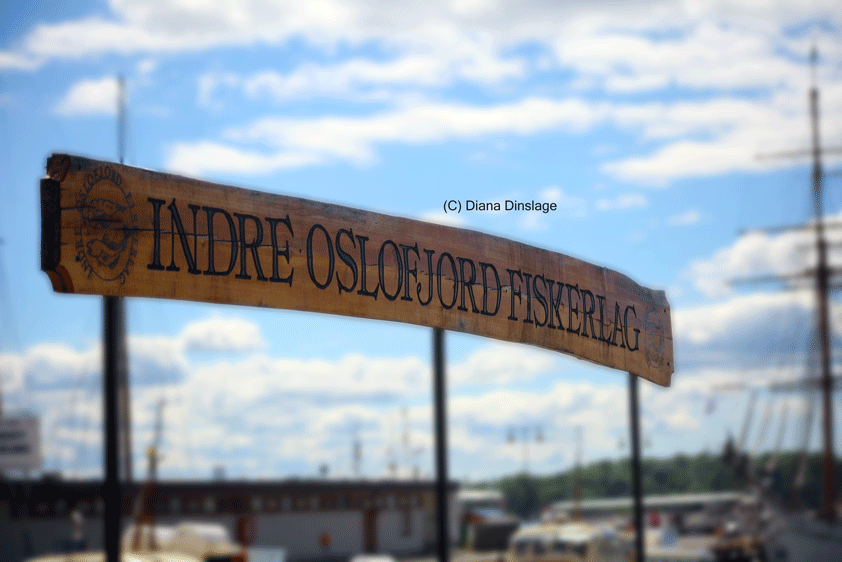 (C) Diana Dinslage
INDRE OSLOFJORD FISKERLAG